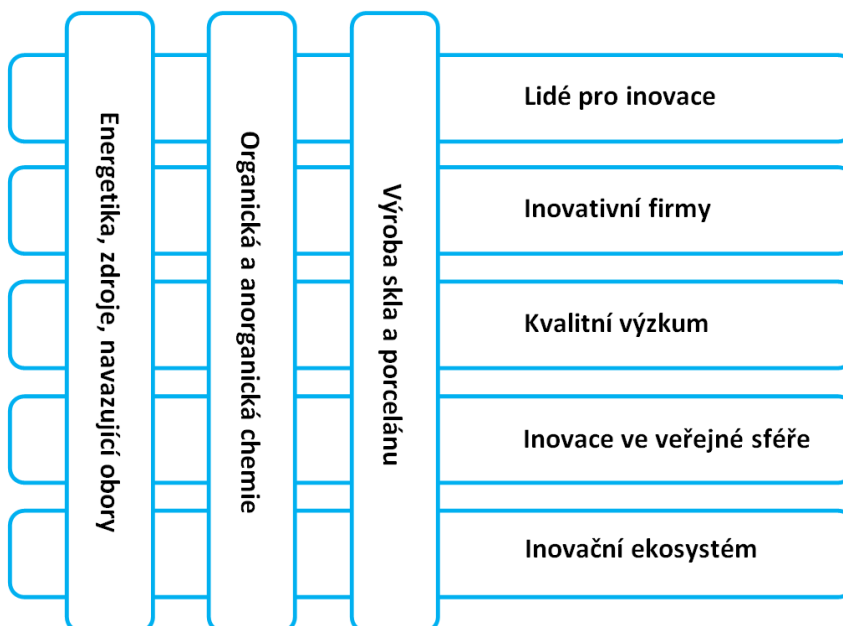 Energetika, zdroje, navazující obory
Organická a anorganická chemie
Výroba skla a porcelánu
Lidé pro inovace
Inovativní firmy
Kvalitní výzkum
Inovace ve veřejné sféře
Inovační ekosystém